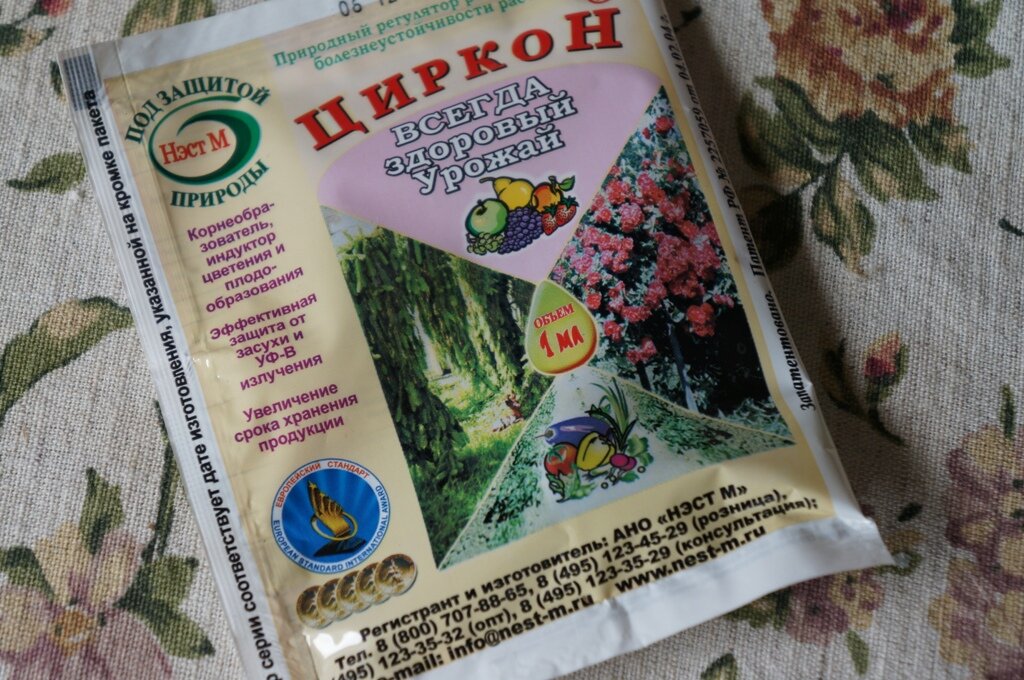 06 12
Природный регулятор
болезнеустойчивости
ЦИРКОН®
ПОД ЗАЩИТОЙ
Нэст М
ПРИРОДЫ
ВСЕГДА
здоровый
Урожай
Корнеобра-
зователь,
индуктор
цветения и
плодо-
образования
Эффективная
защита от
засухи и
УФ-В
излучения
Увеличение
срока хранения
продукции
ОБЪЕМ
1 МЛ
ЕВРОПЕЙСКИЙ СТАНДАРТ
EUROPEAN STANDARD INTERNATIONAL AWARD
Регистрант и изготовитель: АНО «НЭСТ М»
Тел. 8 (800) 707-88-65, 8 (495) 123-45-29 (розница),
(495) 123-35-32 (опт), 8 (495) 123-35-29 (консультация);
e-mail: info@nest-m.ru www.nest-m.ru
серии соответствует дате изготовления, указанной на кромке пакета
Запатентовано. Патент РФ №